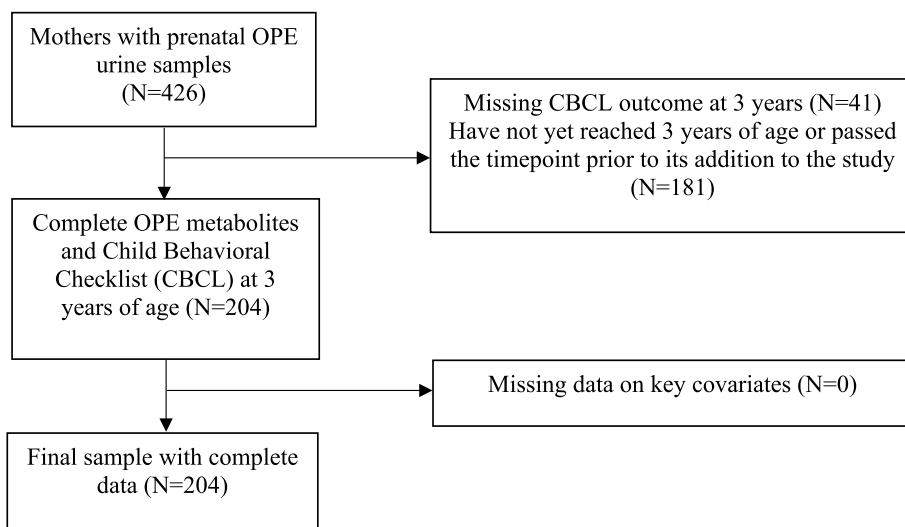 Mothers with prenatal OPE
urine samples
(N=426)
Missing CBCL outcome at 3 years (N=41)
Have not yet reached 3 years of age or passed
the timepoint prior to its addition to the study
(N=181)
Complete OPE metabolites
and Child Behavioral
Checklist (CBCL) at 3
years of age (N=204)
Missing data on key covariates (N=0)
Final sample with complete
data (N=204)